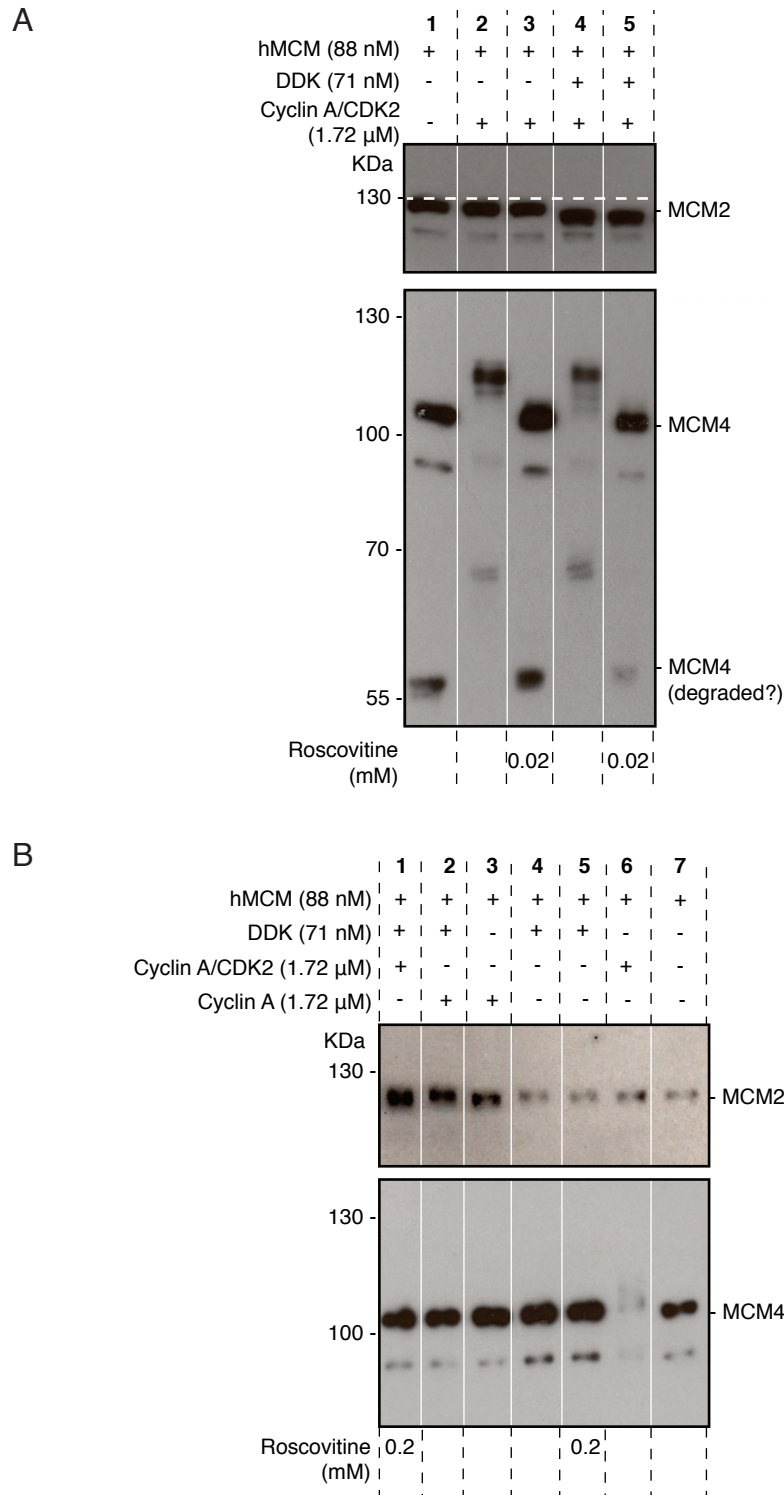 A
1 2 3 4 5
hMCM (88 nM) + + + + +
DDK (71 nM) - - - + +
Cyclin A/CDK2
(1.72 µM) - + + + +
KDa
130 -
- MCM2
130 -
100 -
- MCM4
70 -
- MCM4
(degraded?)
55 -
Roscovitine
(mM) 0.02 0.02
B
1 2 3 4 5 6 7
hMCM (88 nM) + + + + + + +
DDK (71 nM) + + - + + - -
Cyclin A/CDK2 (1.72 µM) + - - - - + -
Cyclin A (1.72 µM) - + + - - - -
KDa
130 -
- MCM2
130 -
- MCM4
100 -
Roscovitine 0.2 0.2
(mM)